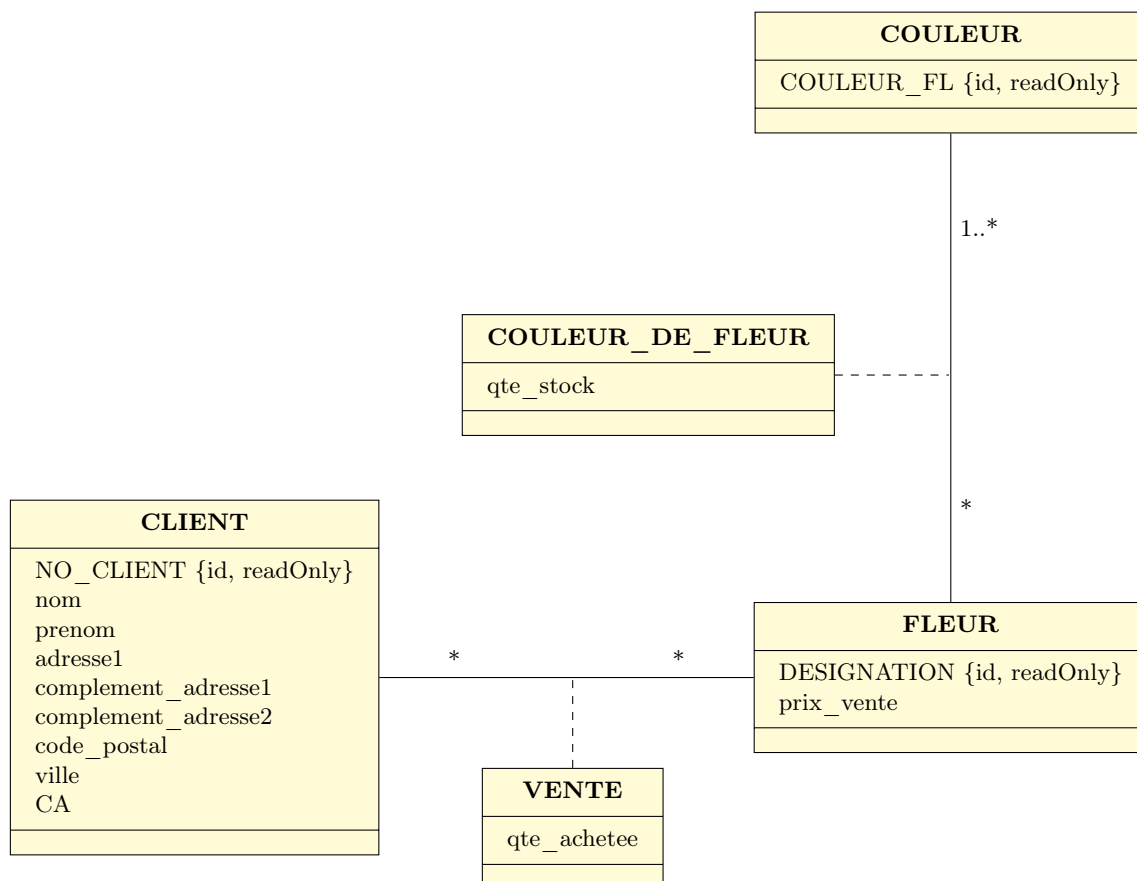 COULEUR
COULEUR_FL {id, readOnly}
1..*
COULEUR_DE_FLEUR
qte_stock
*
CLIENT
NO_CLIENT {id, readOnly}
nom
prenom
adresse1
complement_adresse1
complement_adresse2
code_postal
ville
CA
*
*
FLEUR
DESIGNATION {id, readOnly}
prix_vente
VENTE
qte_achetee